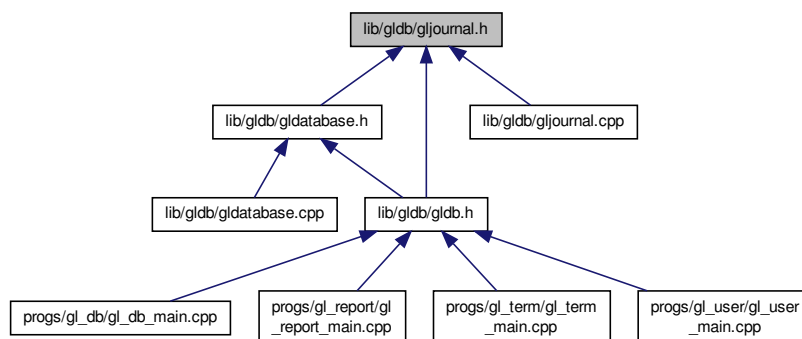 lib/gldb/gljournal.h
lib/gldb/gldatabase.h
lib/gldb/gljournal.cpp
lib/gldb/gldatabase.cpp
lib/gldb/gldb.h
progs/gl_db/gl_db_main.cpp
progs/gl_report/gl
_report_main.cpp
progs/gl_term/gl_term
_main.cpp
progs/gl_user/gl_user
_main.cpp